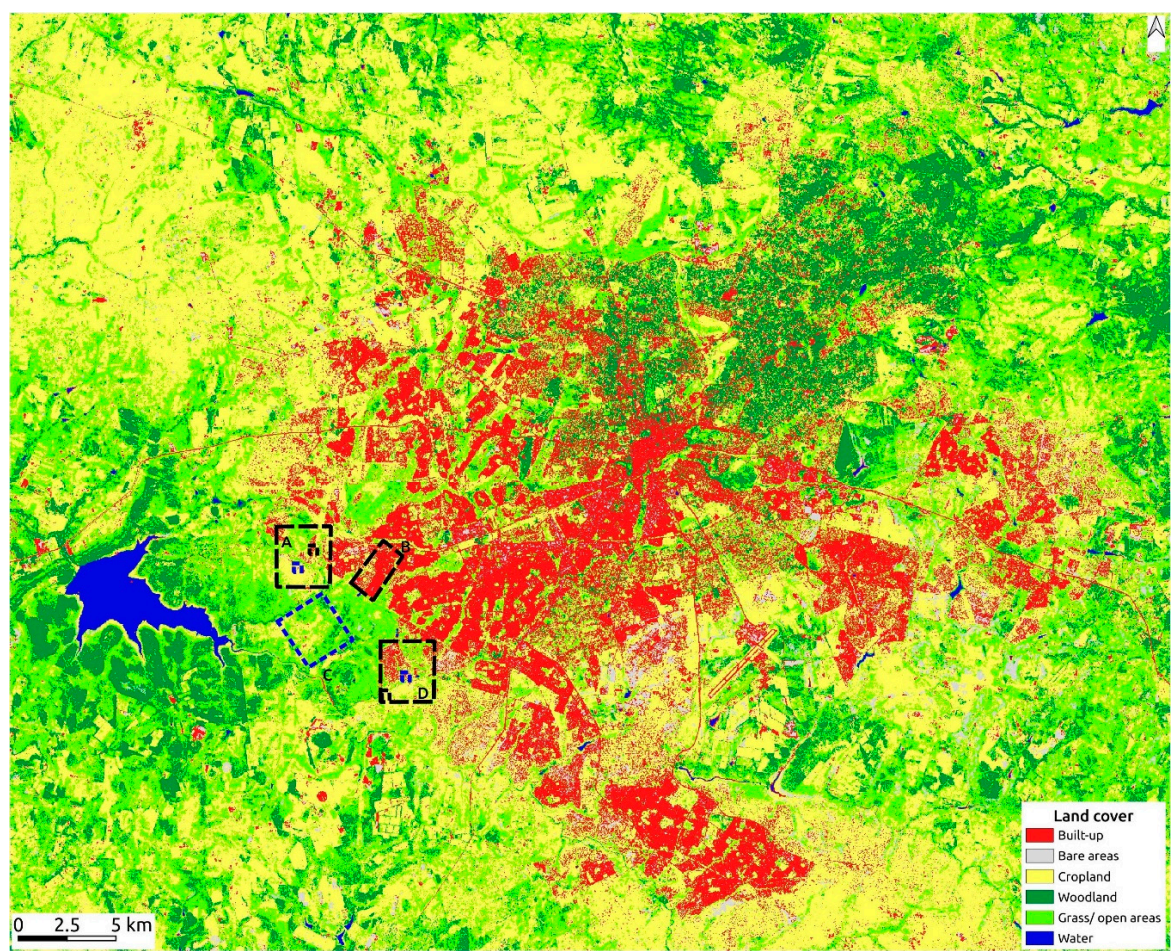 A
B
C
D
Land cover
Built-up
Bare areas
Cropland
Woodland
Grass/ open areas
Water
0 2.5 5 km